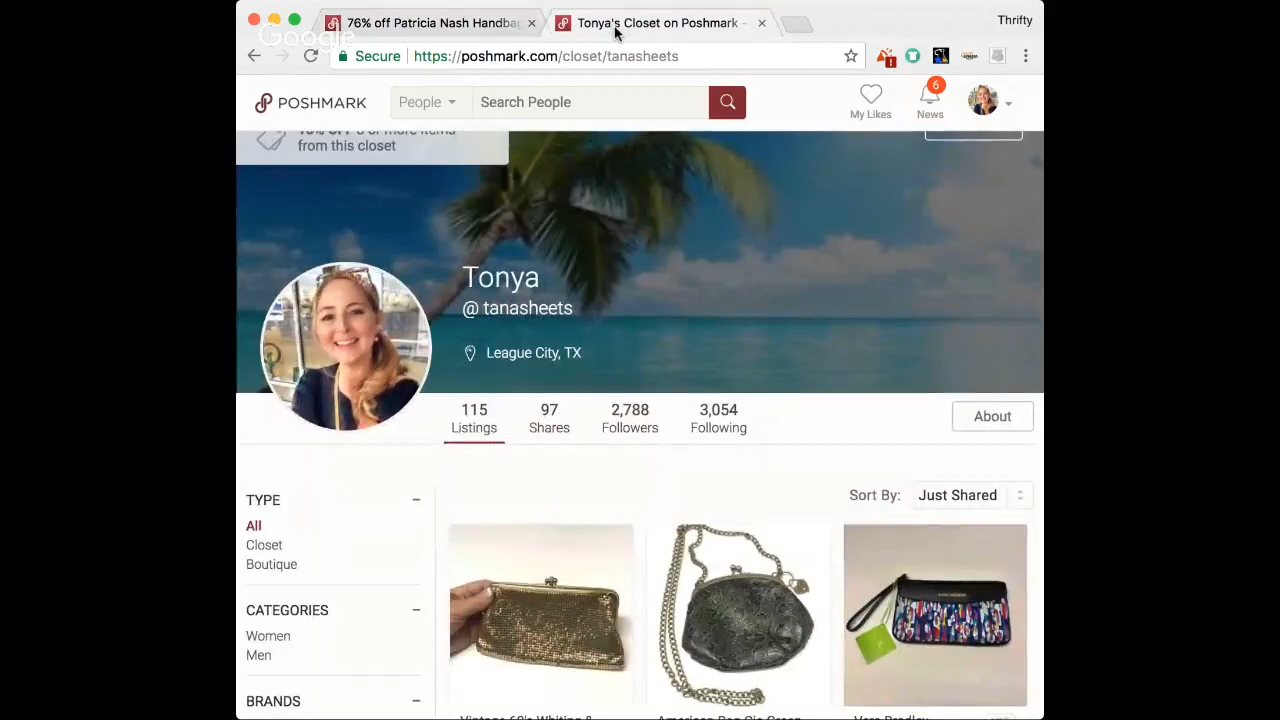 76% off Patricia Nash Handba
Tonya's Closet on Poshmark -
Thrifty
Google
Secure
https://poshmark.com/closet/tanasheets
POSHMARK
People
Search People
My Likes
6
News
from this closet
Tonya
@ tanasheets
League City, TX
115
Listings
97
Shares
2,788
Followers
3,054
Following
About
Sort By: Just Shared
TYPE
All
Closet
Boutique
CATEGORIES
Women
Men
BRANDS